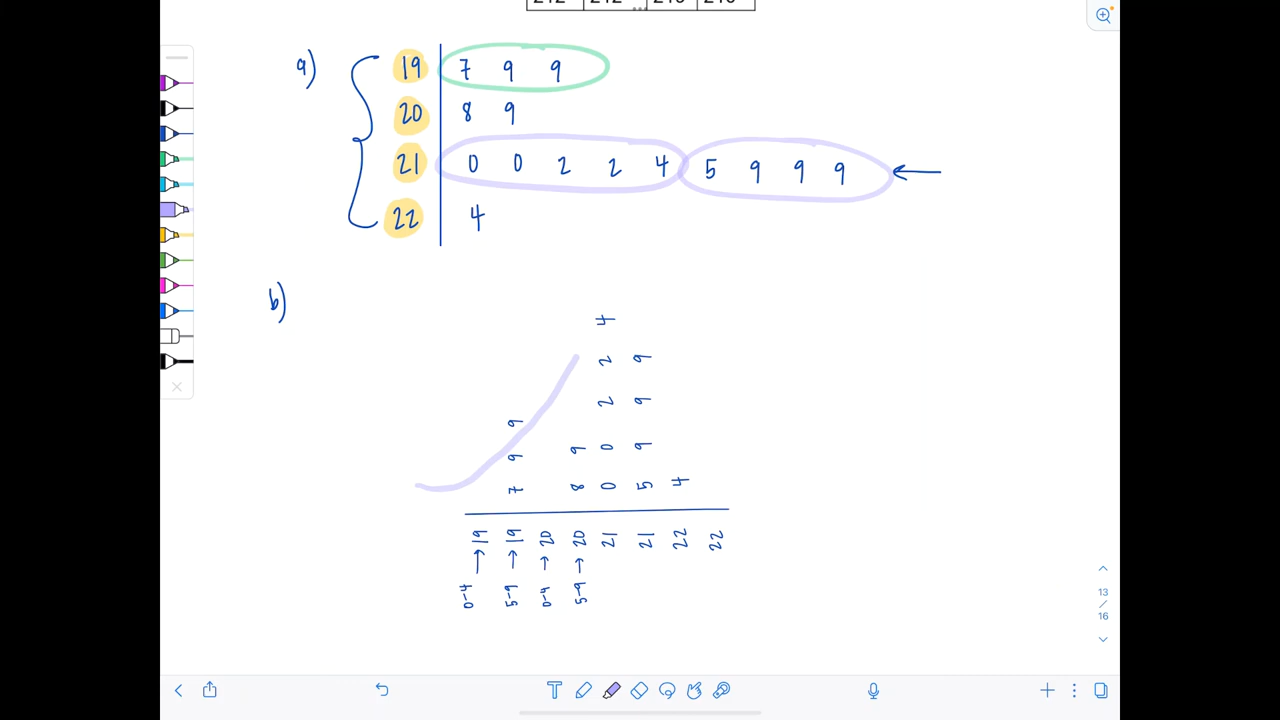 a) 19 7 9 9
20 8 9
21 0 0 2 2 4 5 9 9 9 ←
22 4
b)
4
2 9
9 2 9
9 9 0 9
7 8 0 5 4
19 19 20 20 21 21 22 22
→ → → →
0-4 5-9 0-4 5-9
13
/
16
T